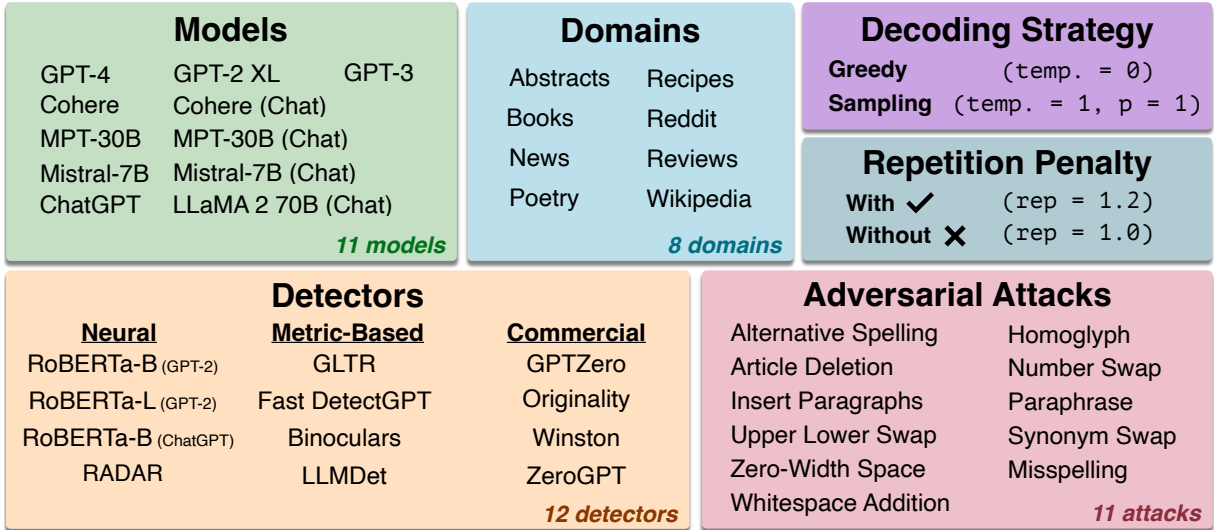 Models
GPT-4 GPT-2 XL GPT-3
Cohere Cohere (Chat)
MPT-30B MPT-30B (Chat)
Mistral-7B Mistral-7B (Chat)
ChatGPT LLaMA 2 70B (Chat)
11 models
Domains
Abstracts Recipes
Books Reddit
News Reviews
Poetry Wikipedia
8 domains
Decoding Strategy
Greedy (temp. = 0)
Sampling (temp. = 1, p = 1)
Repetition Penalty
With ✓ (rep = 1.2)
Without ✗ (rep = 1.0)
Detectors
Neural Metric-Based Commercial
RoBERTa-B (GPT-2) GLTR GPTZero
RoBERTa-L (GPT-2) Fast DetectGPT Originality
RoBERTa-B (ChatGPT) Binoculars Winston
RADAR LLMDet ZeroGPT
12 detectors
Adversarial Attacks
Alternative Spelling Homoglyph
Article Deletion Number Swap
Insert Paragraphs Paraphrase
Upper Lower Swap Synonym Swap
Zero-Width Space Misspelling
Whitespace Addition
11 attacks